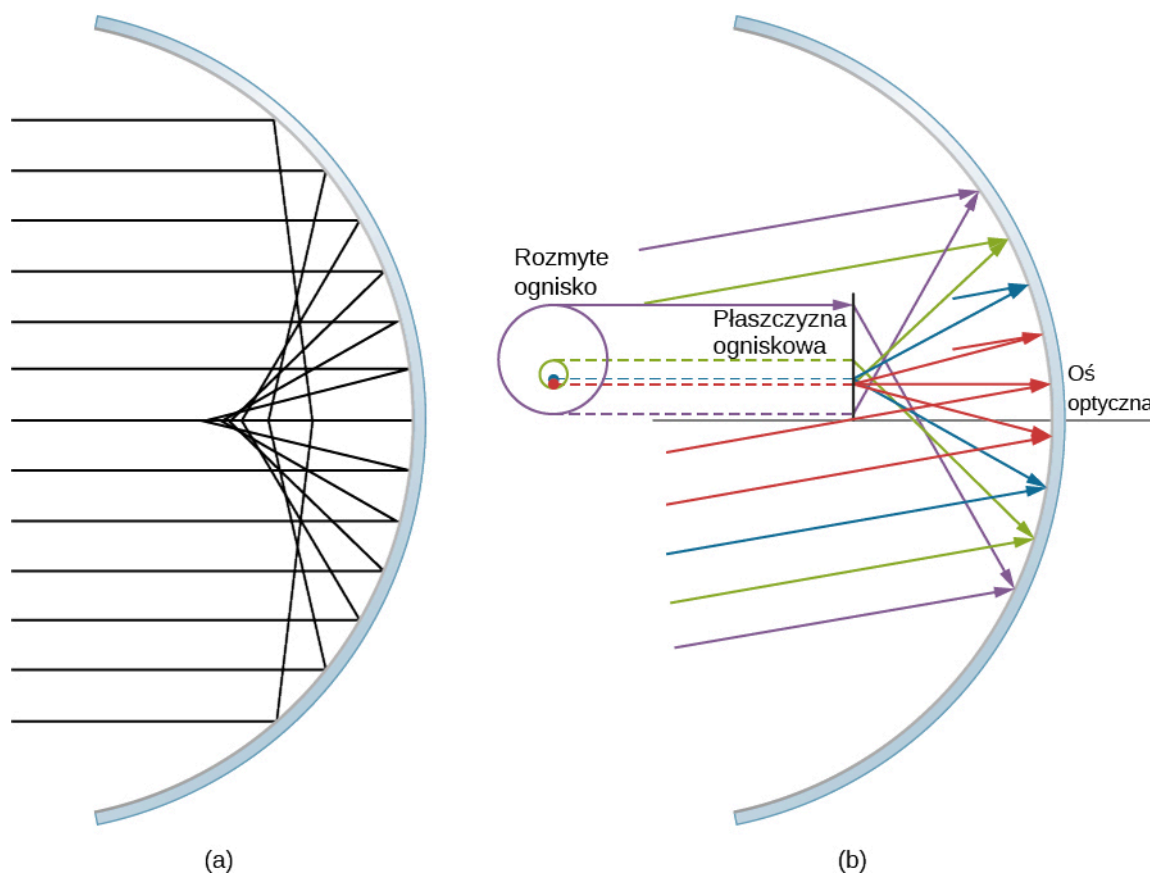 Rozmyte
ognisko
Płaszczyzna
ogniskowa
Oś
optyczna
(a)
(b)